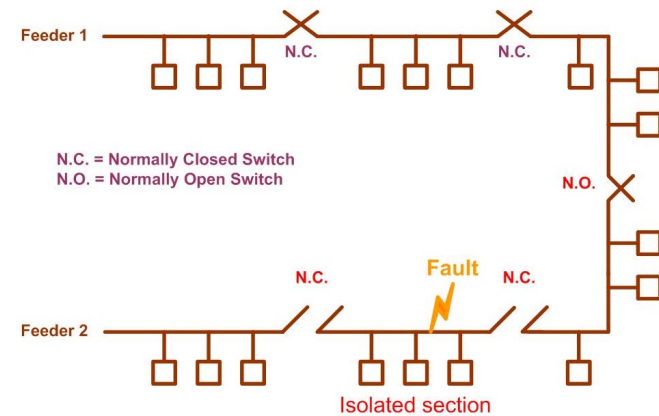 Feeder 1
N.C.
N.C.
N.C. = Normally Closed Switch
N.O. = Normally Open Switch
N.O.
Fault
N.C.
N.C.
Feeder 2
Isolated section